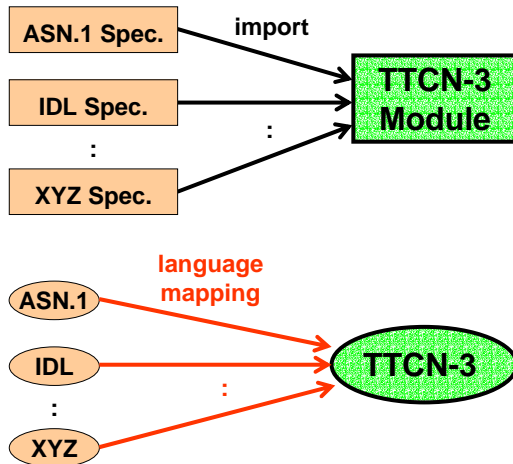 ASN.1 Spec.
import
TTCN-3
Module
IDL Spec.
:
:
XYZ Spec.
language
mapping
ASN.1
IDL
TTCN-3
:
:
XYZ